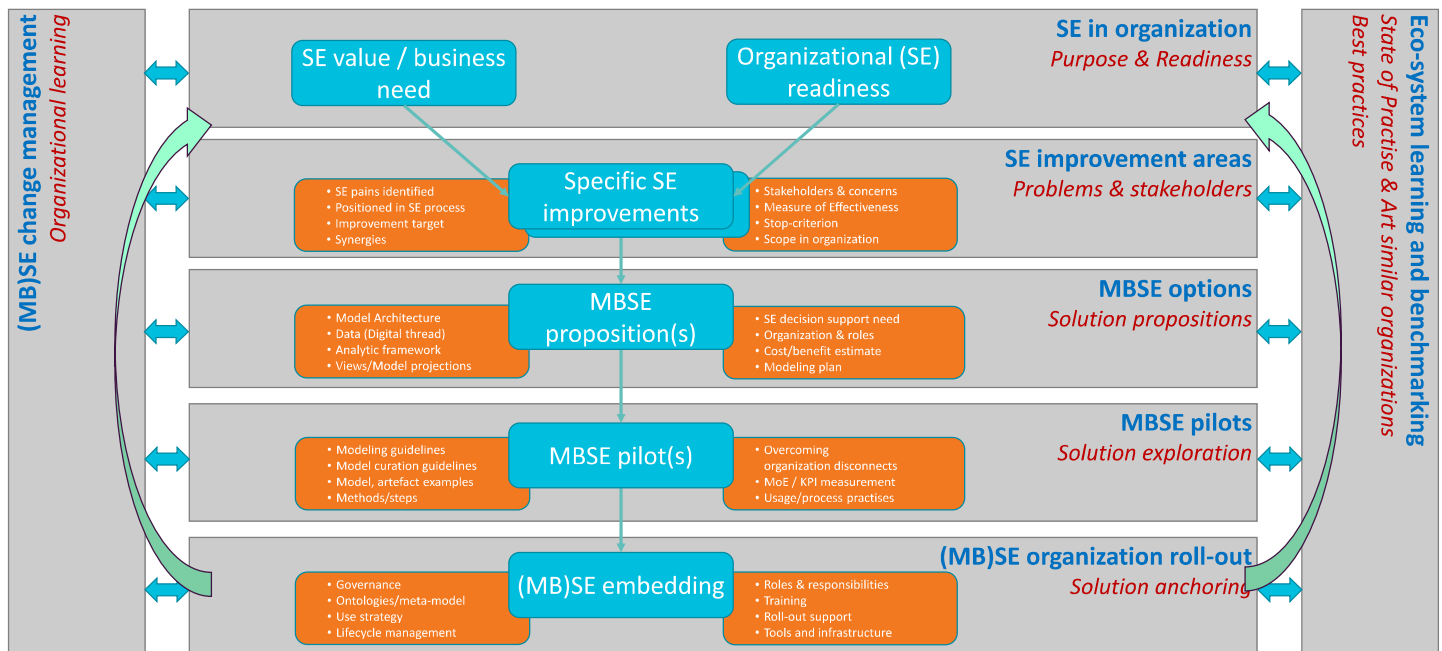 (MB)SE change management
Organizational learning
SE in organization
Purpose & Readiness
SE value / business
need
Organizational (SE)
readiness
SE improvement areas
Problems & stakeholders
• SE pains identified
• Positioned in SE process
• Improvement target
• Synergies
Specific SE
improvements
• Stakeholders & concerns
• Measure of Effectiveness
• Stop-criterion
• Scope in organization
MBSE options
Solution propositions
• Model Architecture
• Data (Digital thread)
• Analytic framework
• Views/Model projections
MBSE
proposition(s)
• SE decision support need
• Organization & roles
• Cost/benefit estimate
• Modeling plan
MBSE pilots
Solution exploration
• Modeling guidelines
• Model curation guidelines
• Model, artefact examples
• Methods/steps
MBSE pilot(s)
• Overcoming
organization disconnects
• MoE / KPI measurement
• Usage/process practises
(MB)SE organization roll-out
Solution anchoring
• Governance
• Ontologies/meta-model
• Use strategy
• Lifecycle management
(MB)SE embedding
• Roles & responsibilities
• Training
• Roll-out support
• Tools and infrastructure
Eco-system learning and benchmarking
State of Practise & Art similar organizations
Best practices